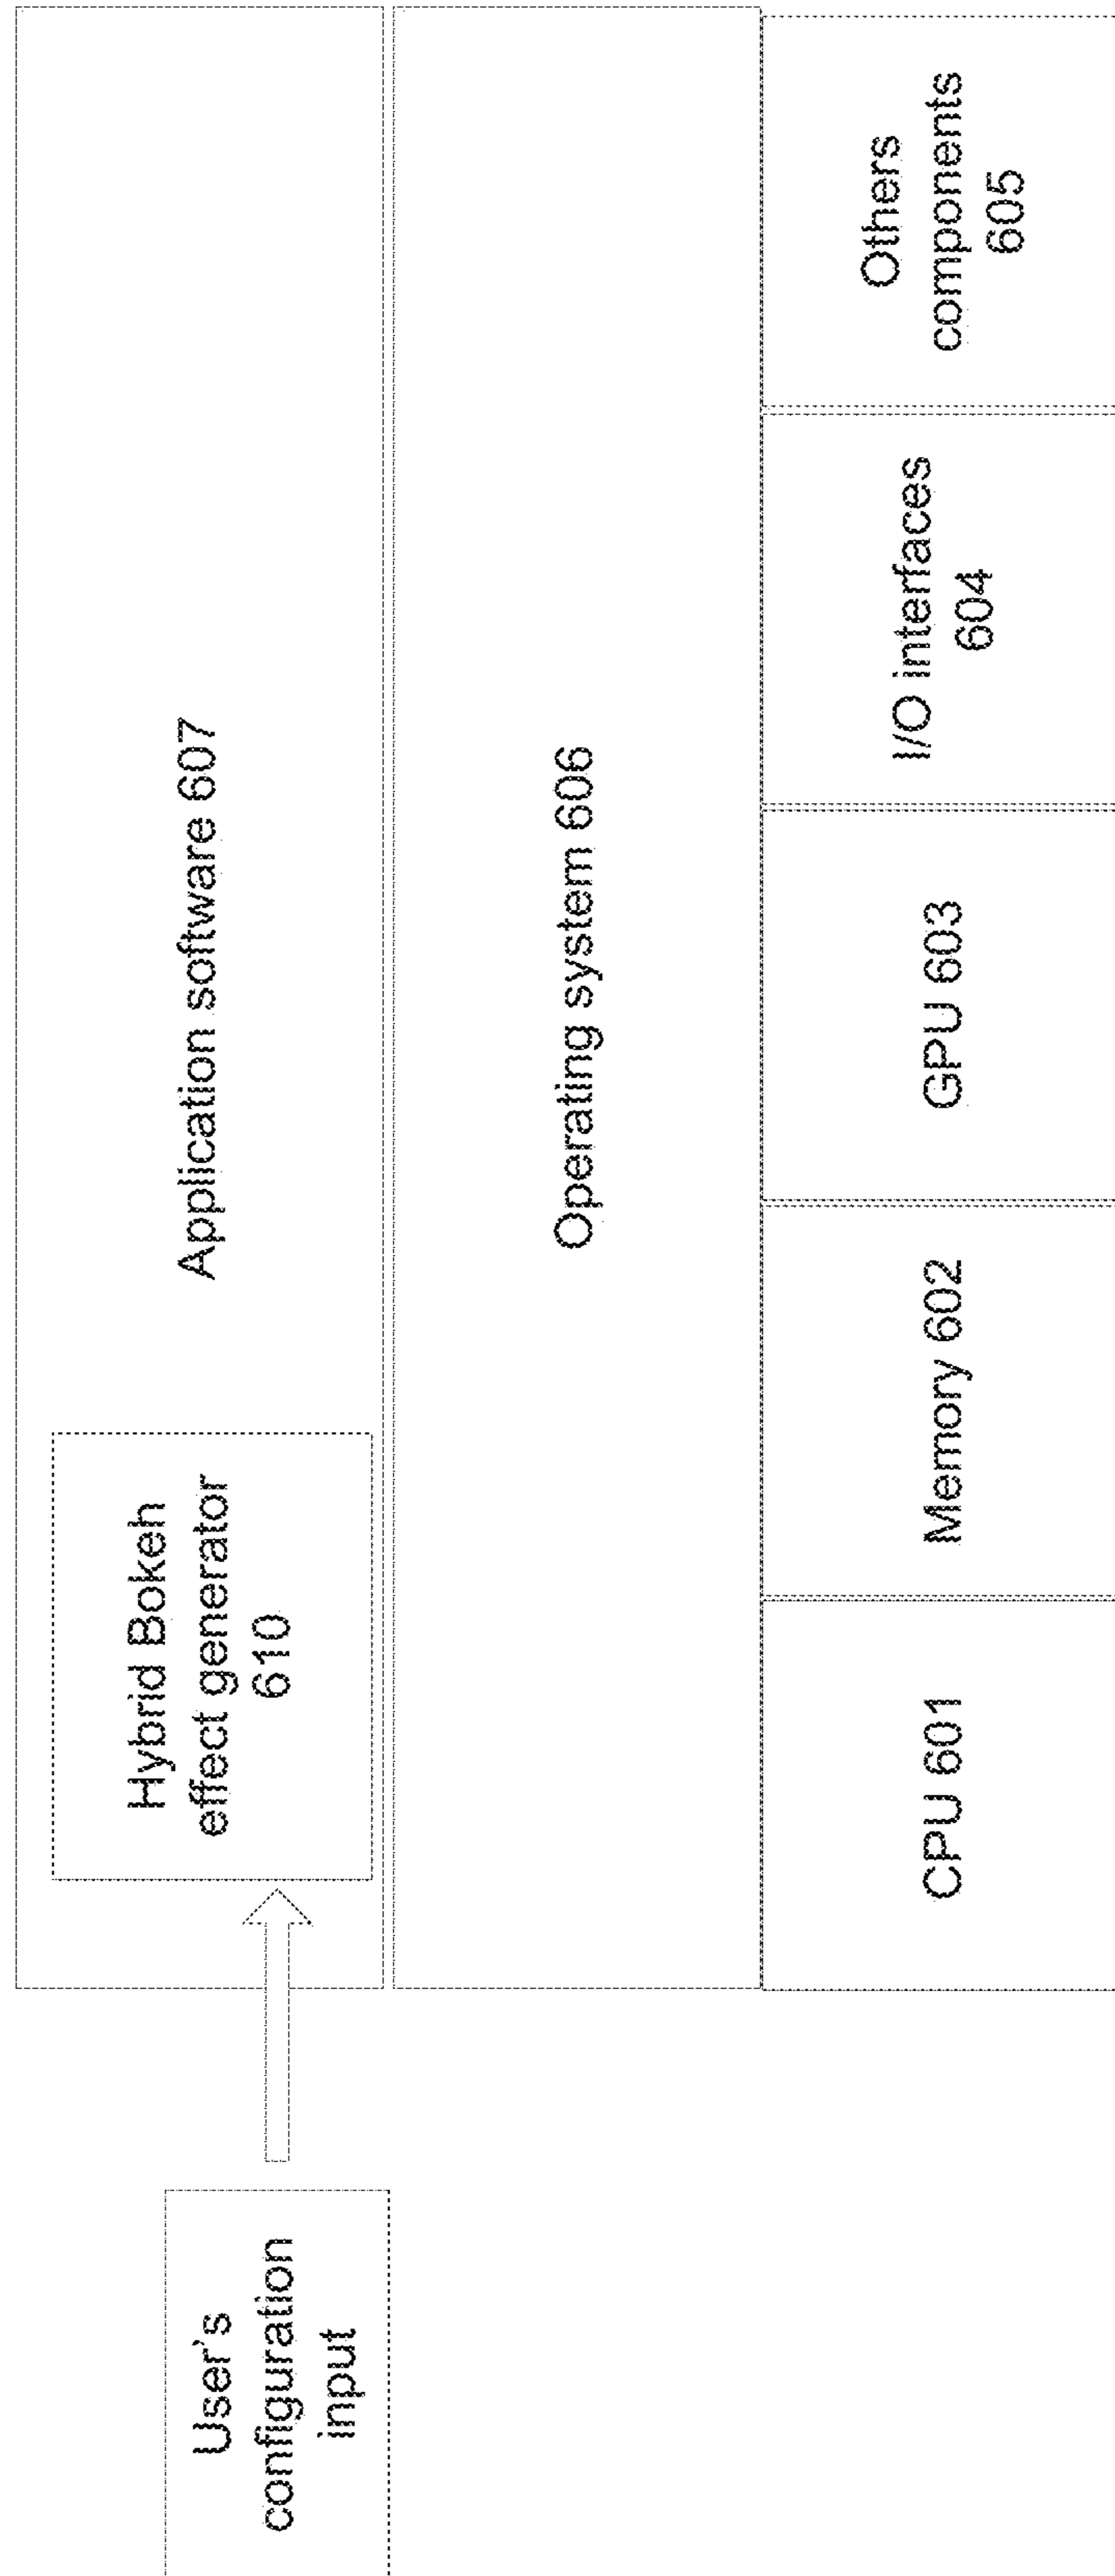 User's
configuration
input
Hybrid Bokeh
effect generator
610
Application software 607
Operating system 606
CPU 601
Memory 602
GPU 603
I/O interfaces
604
Others
components
605